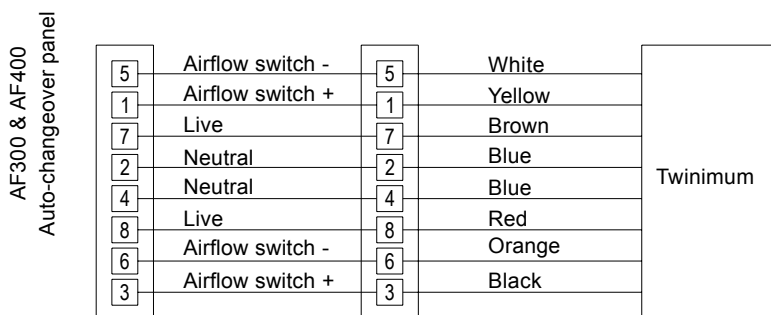 AF300 & AF400
Auto-changeover panel
5 Airflow switch - 5 White
1 Airflow switch + 1 Yellow
7 Live 7 Brown
2 Neutral 2 Blue
4 Neutral 4 Blue
8 Live 8 Red
6 Airflow switch - 6 Orange
3 Airflow switch + 3 Black
Twinimum